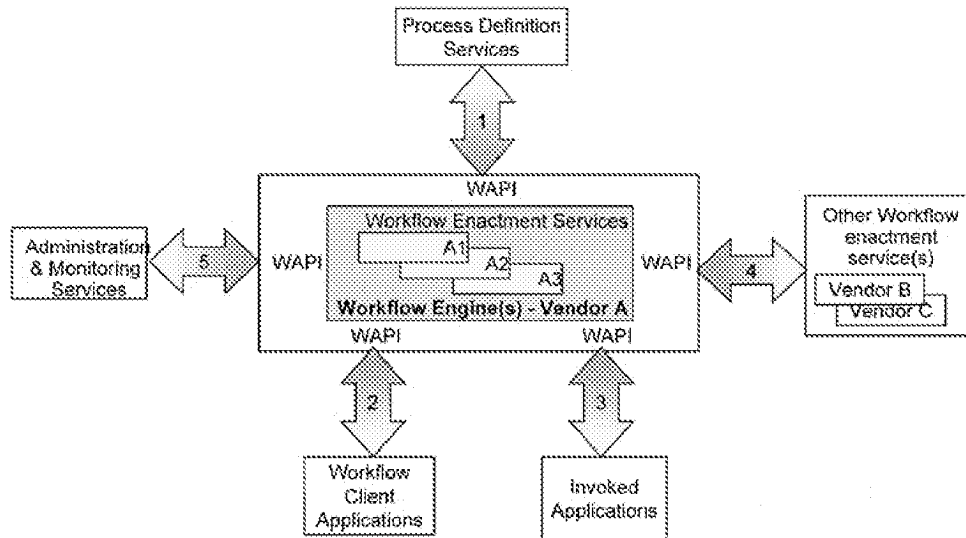 Process Definition
Services
1
WAPI
Workflow Enactment Services
A1
A2
A3
Workflow Engine(s) - Vendor A
WAPI
WAPI
WAPI
WAPI
Administration
& Monitoring
Services
5
4
Other Workflow
enactment
service(s)
Vendor B
Vendor C
2
3
Workflow
Client
Applications
Invoked
Applications